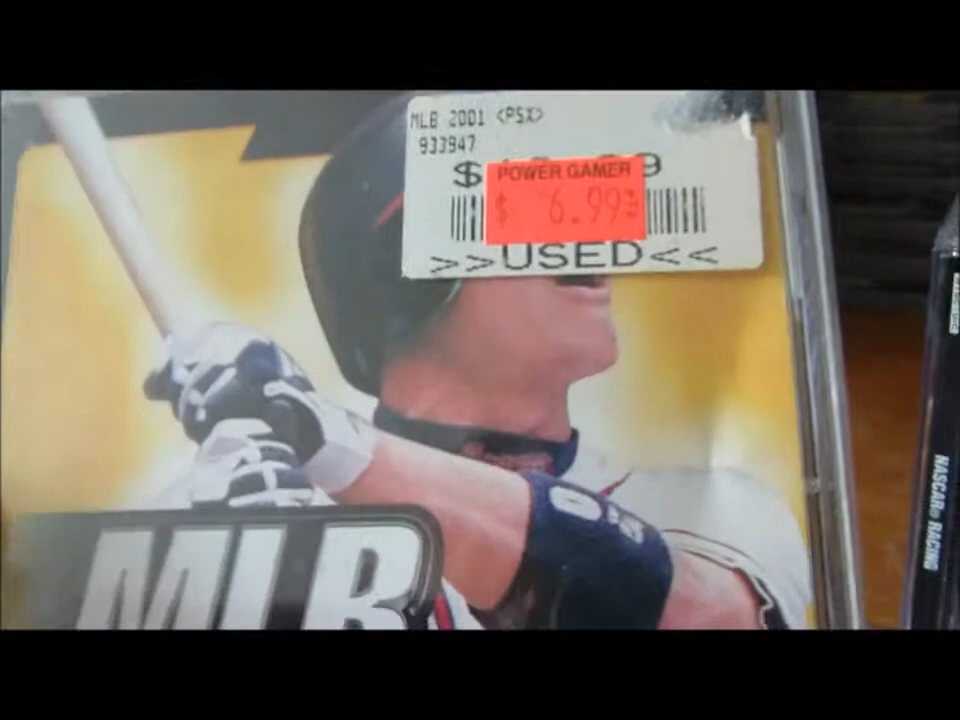 MLB 2001 <PSX>
933947
POWER GAMER
$ 6.99
>>USED<<
MLB
NASCAR® RACING